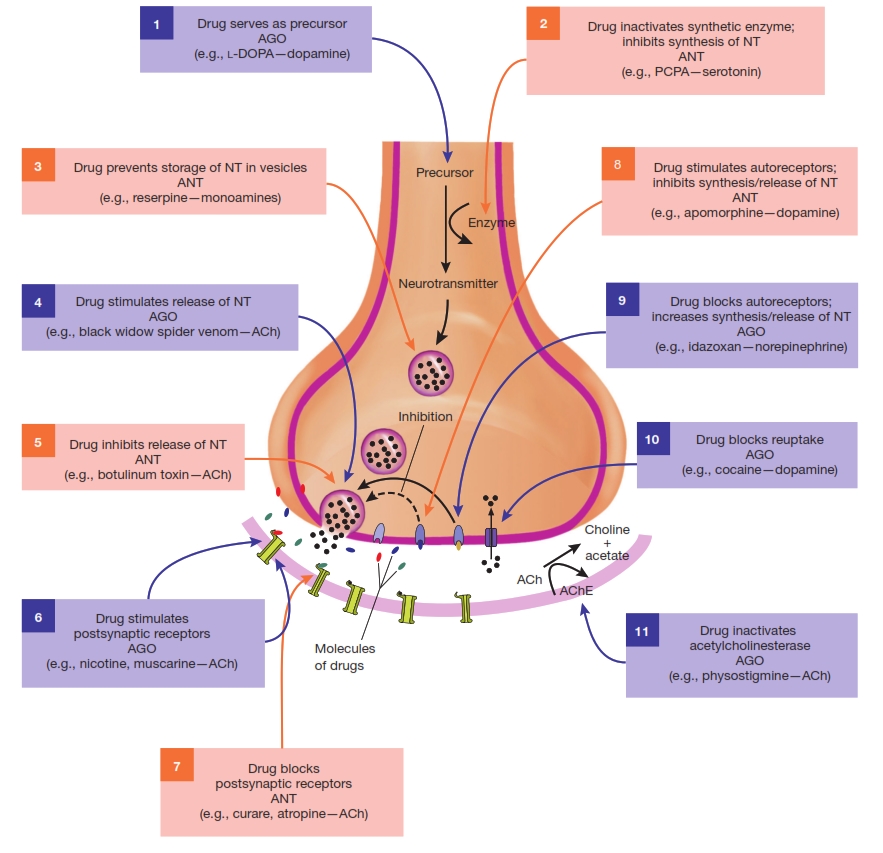 1
Drug serves as precursor
AGO
(e.g., L-DOPA—dopamine)
2
Drug inactivates synthetic enzyme;
inhibits synthesis of NT
ANT
(e.g., PCPA—serotonin)
3
Drug prevents storage of NT in vesicles
ANT
(e.g., reserpine—monoamines)
8
Drug stimulates autoreceptors;
inhibits synthesis/release of NT
ANT
(e.g., apomorphine—dopamine)
Precursor
Enzyme
Neurotransmitter
4
Drug stimulates release of NT
AGO
(e.g., black widow spider venom—ACh)
9
Drug blocks autoreceptors;
increases synthesis/release of NT
AGO
(e.g., idazoxan—norepinephrine)
Inhibition
5
Drug inhibits release of NT
ANT
(e.g., botulinum toxin—ACh)
10
Drug blocks reuptake
AGO
(e.g., cocaine—dopamine)
Choline
+
acetate
ACh
AChE
6
Drug stimulates
postsynaptic receptors
AGO
(e.g., nicotine, muscarine—ACh)
Molecules
of drugs
11
Drug inactivates
acetylcholinesterase
AGO
(e.g., physostigmine—ACh)
7
Drug blocks
postsynaptic receptors
ANT
(e.g., curare, atropine—ACh)